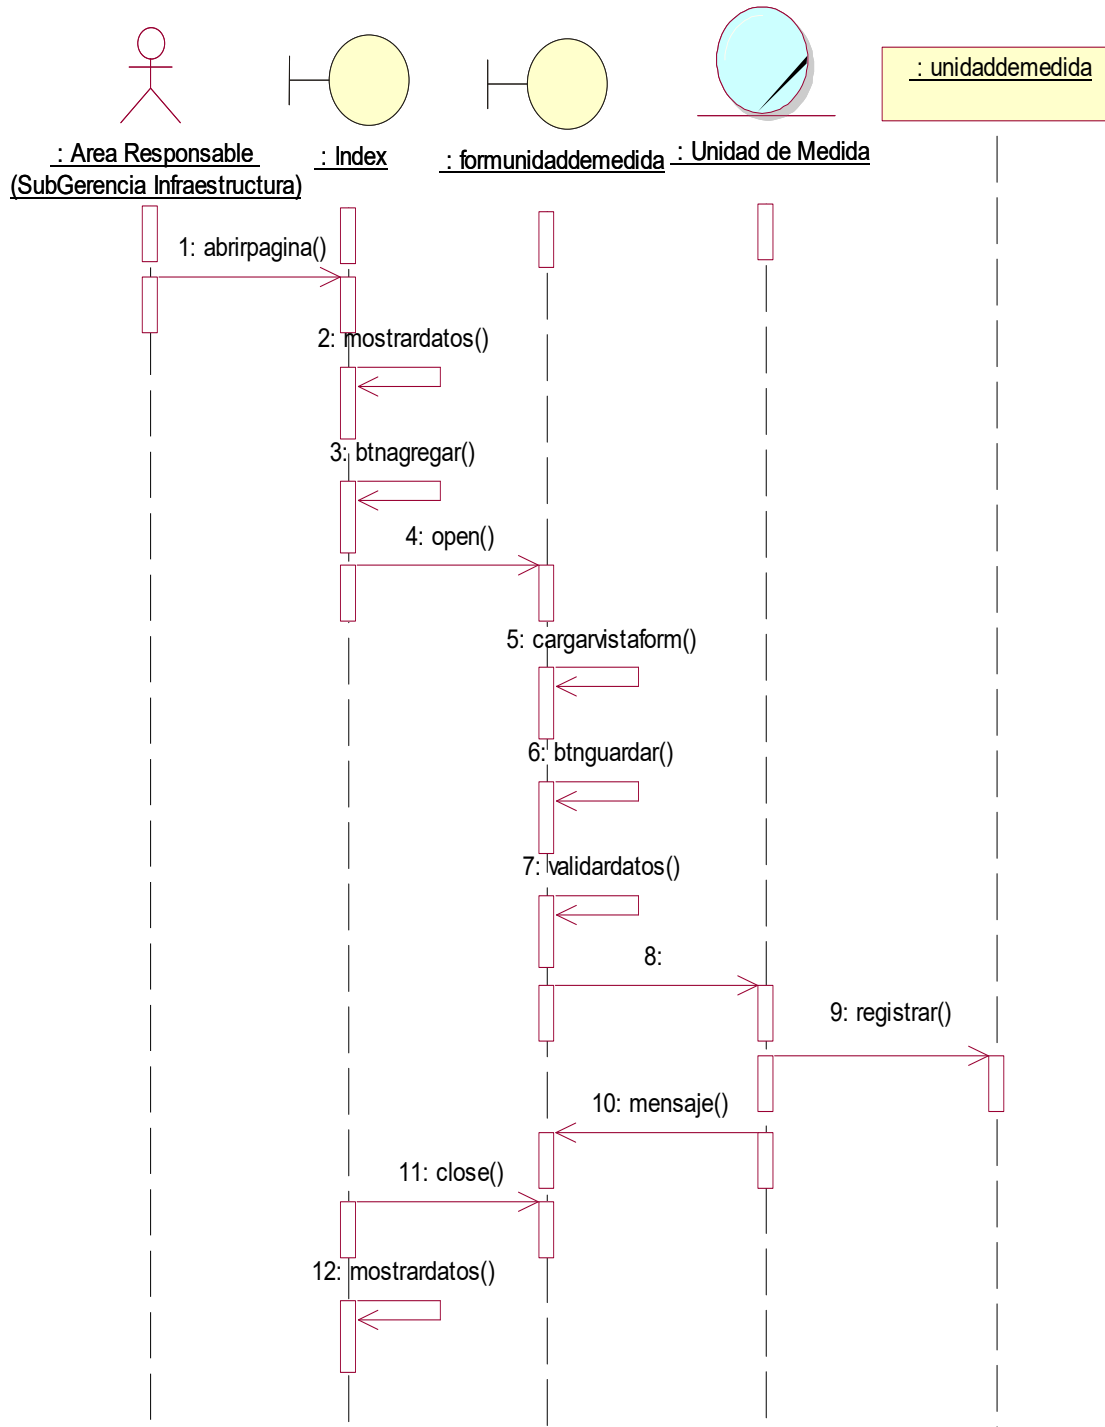 : Area Responsable
(SubGerencia Infraestructura)
: Index
: formunidaddemedida
: Unidad de Medida
: unidaddemedida
1: abrirpagina()
2: mostrardatos()
3: btnagregar()
4: open()
5: cargarvistaform()
6: btnguardar()
7: validardatos()
8:
9: registrar()
10: mensaje()
11: close()
12: mostrardatos()